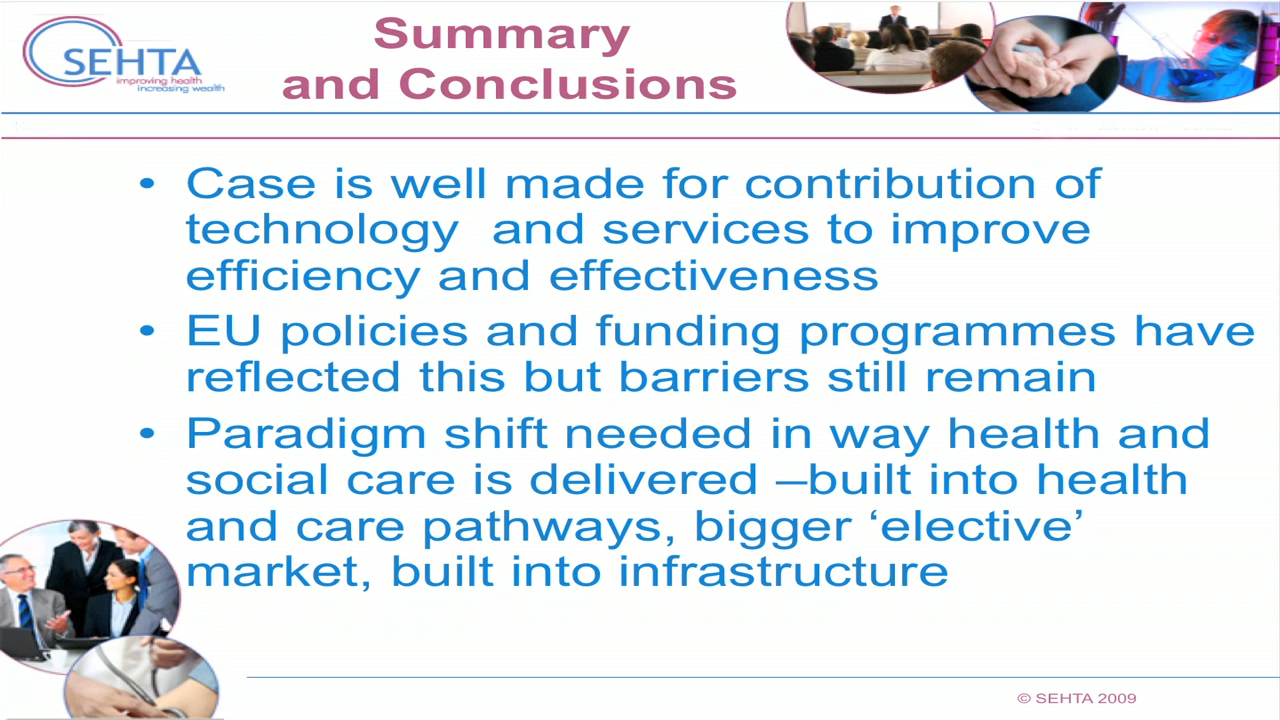 SEHTA
improving health
increasing wealth
Summary
and Conclusions
• Case is well made for contribution of
technology and services to improve
efficiency and effectiveness
• EU policies and funding programmes have
reflected this but barriers still remain
• Paradigm shift needed in way health and
social care is delivered –built into health
and care pathways, bigger ‘elective’
market, built into infrastructure
© SEHTA 2009